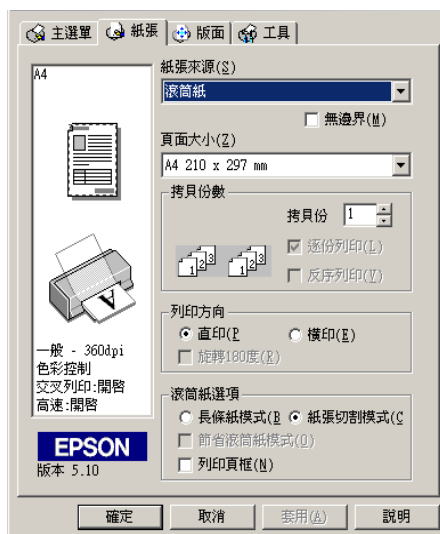 主選單 紙張 版面 工具
A4
紙張來源(S)
滾筒紙
無邊界(M)
頁面大小(Z)
A4 210 x 297 mm
拷貝份數
拷貝份 1
逐份列印(L)
反序列印(V)
123 123
列印方向
直印(P 橫印(E)
旋轉180度(R)
滾筒紙選項
長條紙模式(B 紙張切割模式(C
節省滾筒紙模式(O)
列印頁框(N)
A
一般 - 360dpi
色彩控制
交叉列印:開啓
高速:開啓
EPSON
版本 5.10
確定 取消 套用(A) 説明